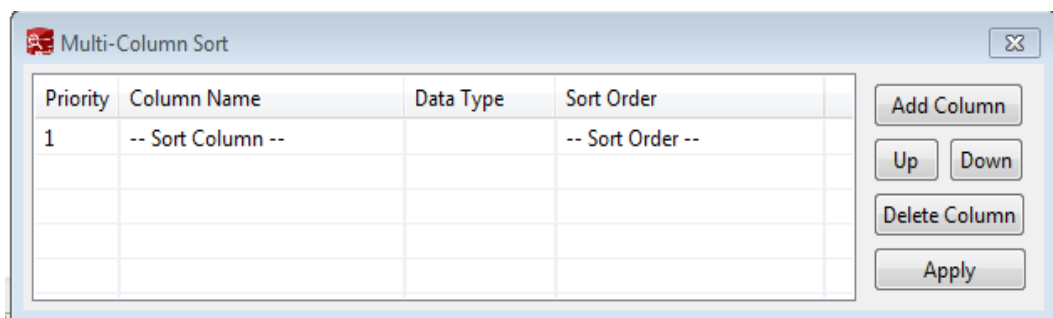 Multi-Column Sort
Priority Column Name Data Type Sort Order
1 -- Sort Column -- -- Sort Order --
Add Column
Up Down
Delete Column
Apply